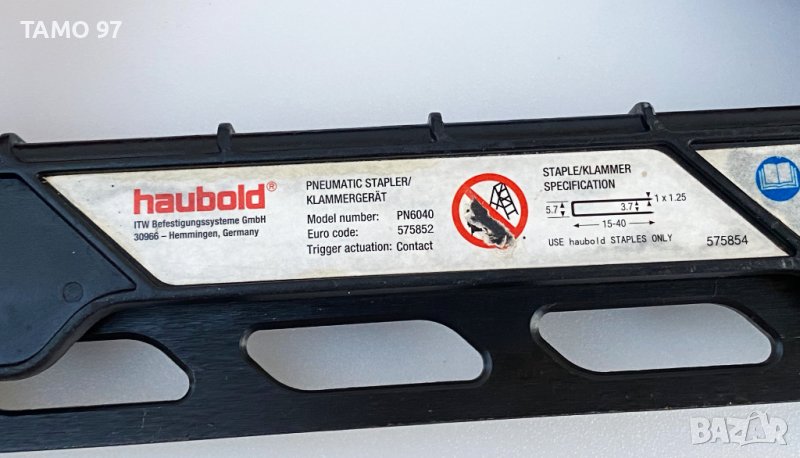 TAMO 97
haubold®
ITW Befestigungssysteme GmbH
30966 – Hemmingen, Germany
PNEUMATIC STAPLER/
KLAMMERGERÄT
Model number: PN6040
Euro code: 575852
Trigger actuation: Contact
STAPLE/KLAMMER
SPECIFICATION
5.7
3.7
1 x 1.25
15-40
USE haubold STAPLES ONLY
575854
BAZAR